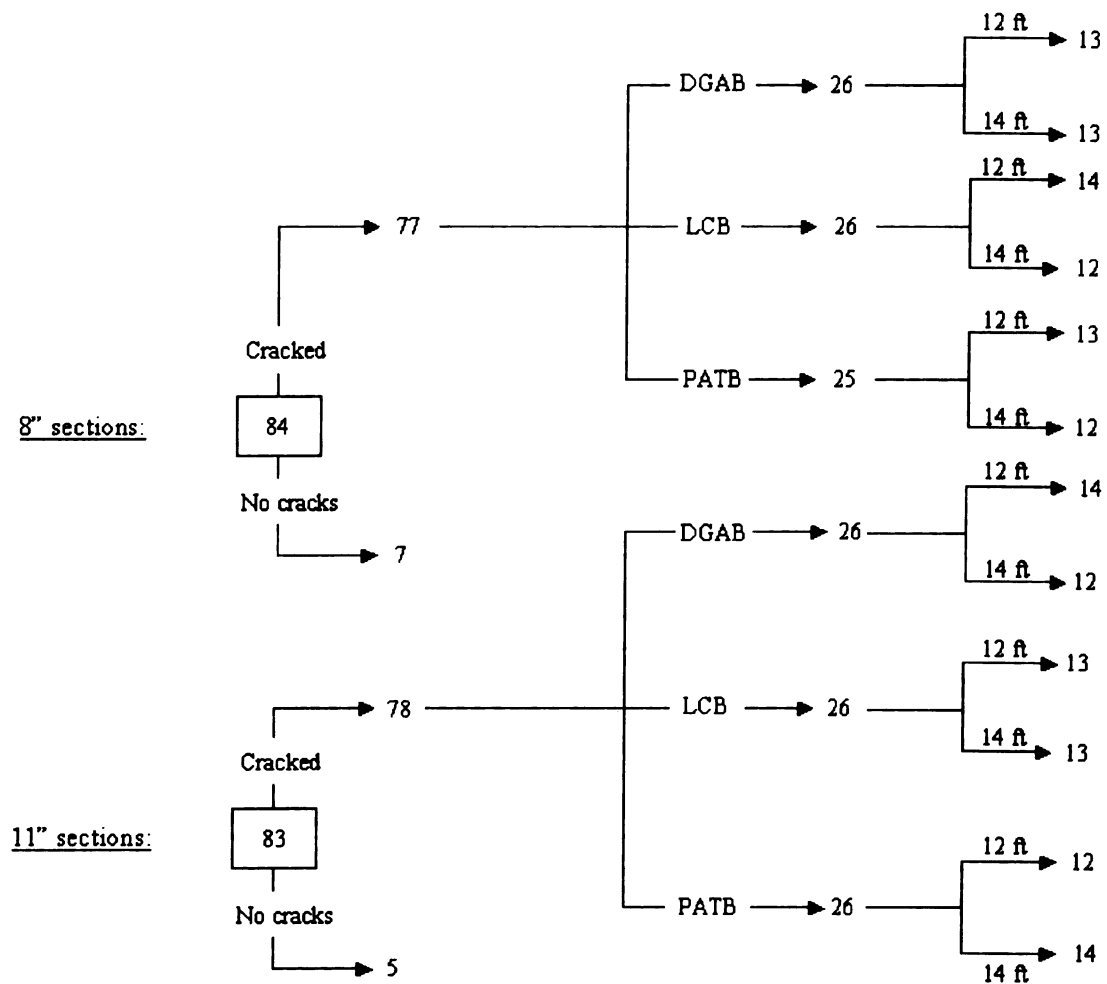 12 ft 13
DGAB 26
14 ft 13
12 ft 14
77 LCB 26
14 ft 12
12 ft 13
Cracked
PATB 25
8” sections: 84
14 ft 12
12 ft 14
No cracks
DGAB 26
7
14 ft 12
12 ft 13
78 LCB 26
14 ft 13
Cracked
11” sections: 83
12 ft 12
No cracks
PATB 26
14
5
14 ft